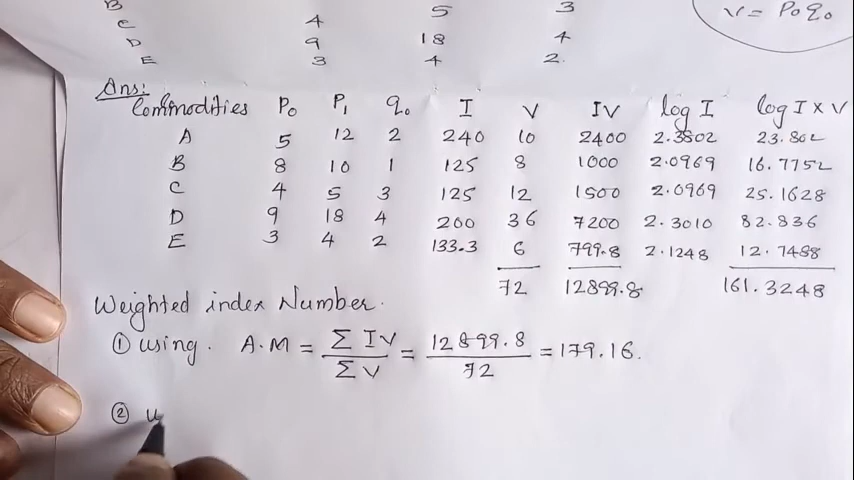 B 5 3
C 4 18 4
D 9 4 2.
E 3
V = P₀q₀
Ans:
Commodities P₀ P₁ q₀ I V IV log I log I x V
A 5 12 2 240 10 2400 2.3802 23.802
B 8 10 1 125 8 1000 2.0969 16.7752
C 4 5 3 125 12 1500 2.0969 25.1628
D 9 18 4 200 36 7200 2.3010 82.836
E 3 4 2 133.3 6 799.8 2.1248 12.7488
72 12899.8 161.3248
Weighted index Number.
① using. A.M = Σ IV / Σ V = 12899.8 / 72 = 179.16.
② u